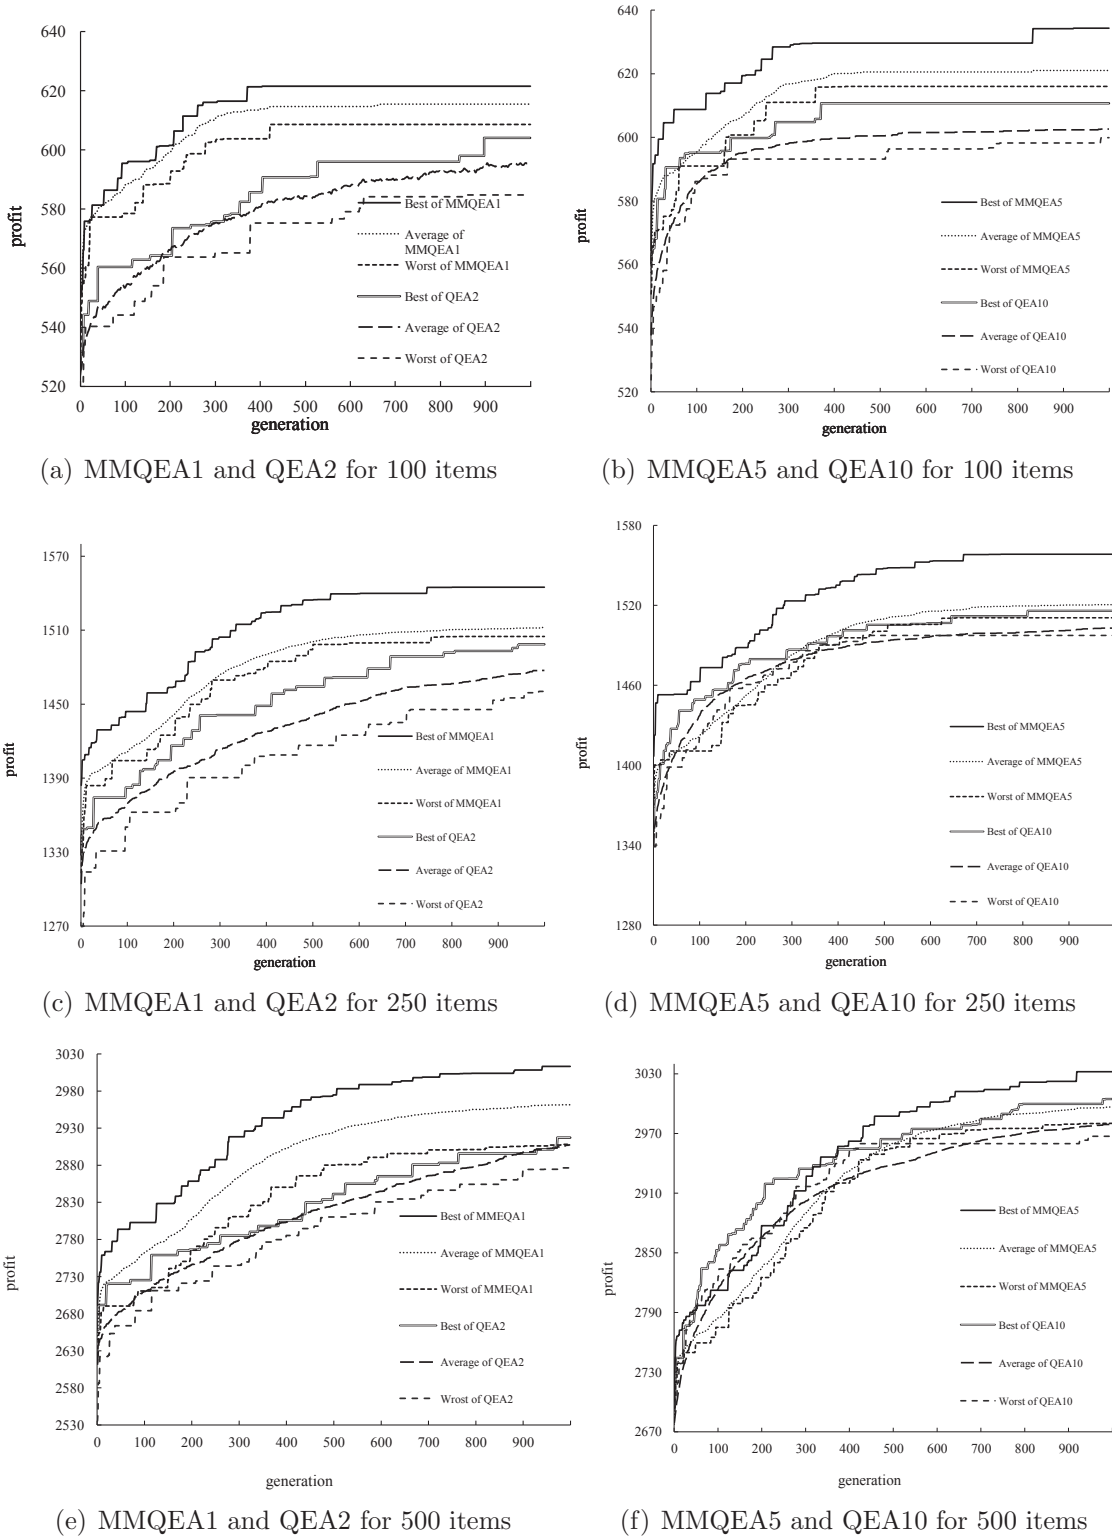 640
620
600
580
560
540
520
profit
0 100 200 300 400 500 600 700 800 900
generation
Best of MMQEA1
Average of
MMQEA1
Worst of MMQEA1
Best of QEA2
Average of QEA2
Worst of QEA2
(a) MMQEA1 and QEA2 for 100 items
640
620
600
580
560
540
520
profit
0 100 200 300 400 500 600 700 800 900
generation
Best of MMQEA5
Average of MMQEA5
Worst of MMQEA5
Best of QEA10
Average of QEA10
Worst of QEA10
(b) MMQEA5 and QEA10 for 100 items
1570
1510
1450
1390
1330
1270
profit
0 100 200 300 400 500 600 700 800 900
generation
Best of MMQEA1
Average of MMQEA1
Worst of MMQEA1
Best of QEA2
Average of QEA2
Worst of QEA2
(c) MMQEA1 and QEA2 for 250 items
1580
1520
1460
1400
1340
1280
profit
0 100 200 300 400 500 600 700 800 900
generation
Best of MMQEA5
Average of MMQEA5
Worst of MMQEA5
Best of QEA10
Average of QEA10
Worst of QEA10
(d) MMQEA5 and QEA10 for 250 items
3030
2980
2930
2880
2830
2780
2730
2680
2630
2580
2530
profit
0 100 200 300 400 500 600 700 800 900
generation
Best of MMEQA1
Average of MMQEA1
Worst of MMEQA1
Best of QEA2
Average of QEA2
Wrost of QEA2
(e) MMQEA1 and QEA2 for 500 items
3030
2970
2910
2850
2790
2730
2670
profit
0 100 200 300 400 500 600 700 800 900
generation
Best of MMQEA5
Average of MMQEA5
Worst of MMQEA5
Best of QEA10
Average of QEA10
Worst of QEA10
(f) MMQEA5 and QEA10 for 500 items